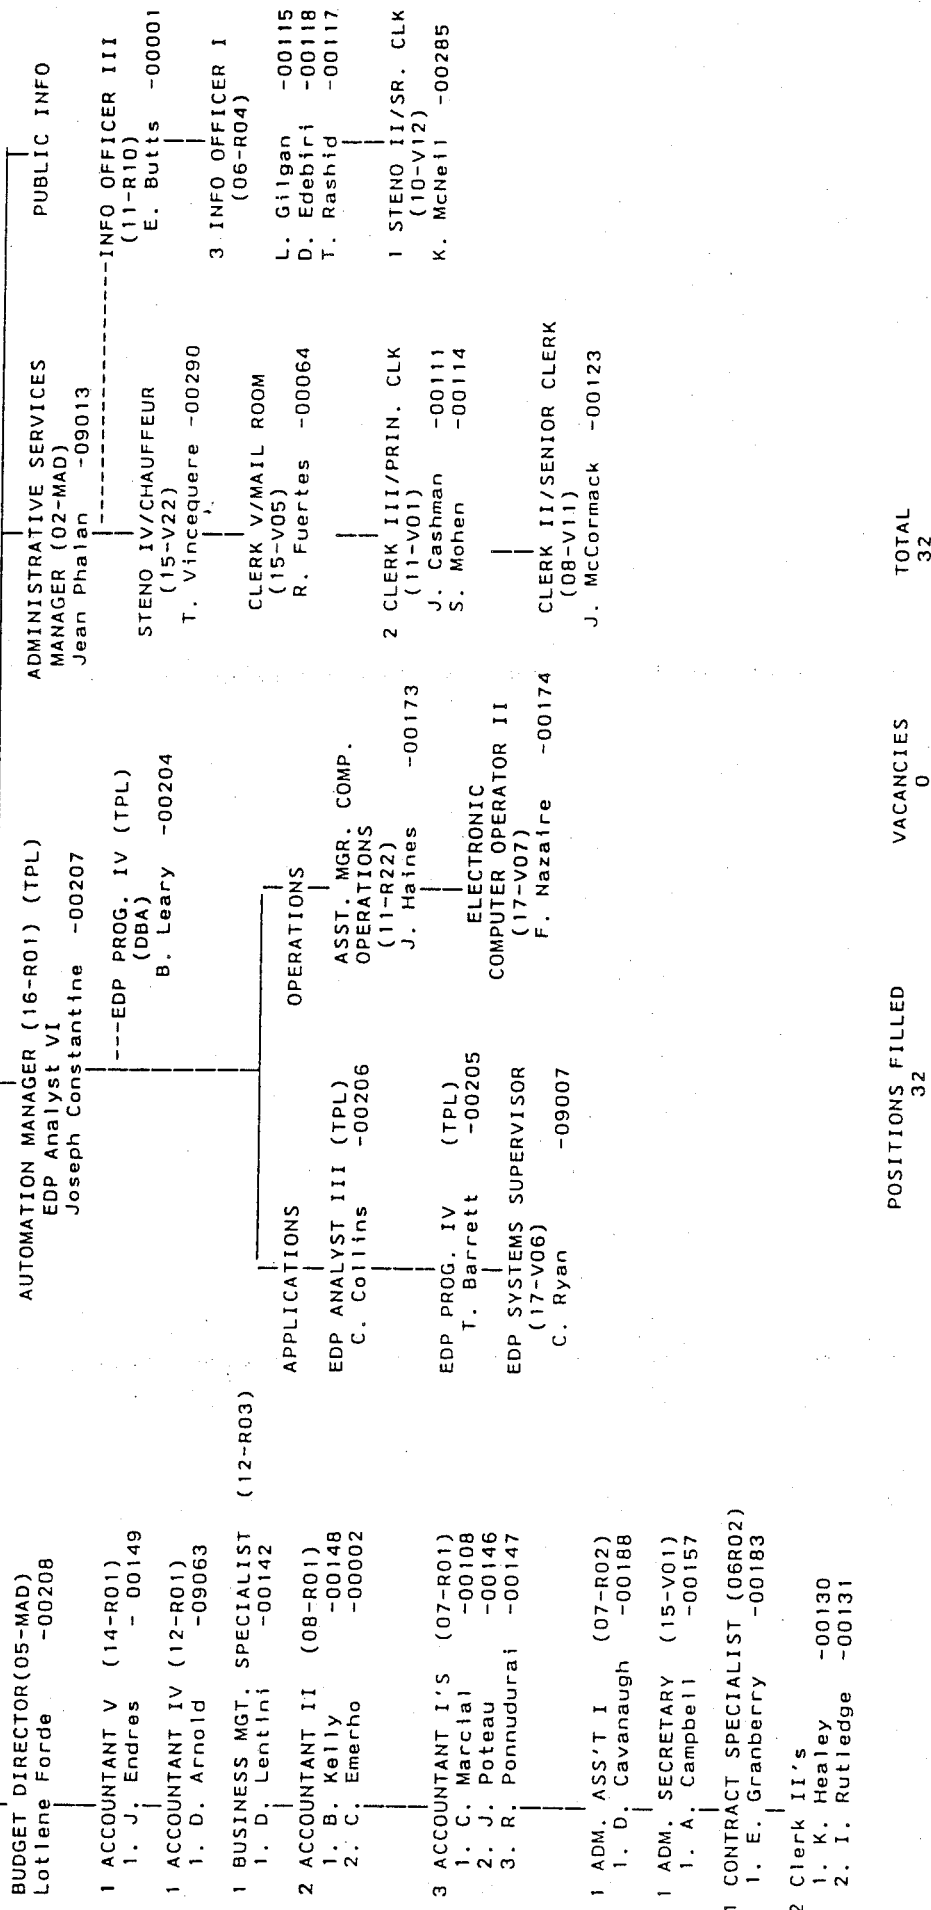 BUDGET DIRECTOR(05-MAD)
Lotlene Forde -00208
1 ACCOUNTANT V (14-R01)
1. J. Endres - 00149
1 ACCOUNTANT IV (12-R01)
1. D. Arnold -09063
1 BUSINESS MGT. SPECIALIST (12-R03)
1. D. Lentini -00142
2 ACCOUNTANT II (08-R01)
1. B. Kelly -00148
2. C. Emerho -00002
3 ACCOUNTANT I'S (07-R01)
1. C. Marcial -00108
2. J. Poteau -00146
3. R. Ponnudurai -00147
1 ADM. ASS'T I (07-R02)
1. D. Cavanaugh -00188
1 ADM. SECRETARY (15-V01)
1. A. Campbell -00157
1 CONTRACT SPECIALIST (06R02)
1. E. Granberry -00183
2 Clerk II's
1. K. Healey -00130
2. I. Rutledge -00131
AUTOMATION MANAGER (16-R01) (TPL)
EDP Analyst VI
Joseph Constantine -00207
---EDP PROG. IV (TPL)
(DBA)
B. Leary -00204
APPLICATIONS
EDP ANALYST III (TPL)
C. Collins -00206
EDP PROG. IV (TPL)
T. Barrett -00205
EDP SYSTEMS SUPERVISOR
(17-V06)
C. Ryan -09007
OPERATIONS
ASST. MGR. COMP.
OPERATIONS
(11-R22)
J. Haines -00173
ELECTRONIC
COMPUTER OPERATOR II
(17-V07)
F. Nazaire -00174
ADMINISTRATIVE SERVICES
MANAGER (02-MAD)
Jean Phalan -09013
STENO IV/CHAUFFEUR
(15-V22)
T. Vincequere -00290
CLERK V/MAIL ROOM
(15-V05)
R. Fuertes -00064
2 CLERK III/PRIN. CLK
(11-V01)
J. Cashman -00111
S. Mohen -00114
CLERK II/SENIOR CLERK
(08-V11)
J. McCormack -00123
PUBLIC INFO
INFO OFFICER III
(11-R10)
E. Butts -00001
3 INFO OFFICER I
(06-R04)
L. Gilgan -00115
D. Edebiri -00118
T. Rashid -00117
1 STENO II/SR. CLK
(10-V12)
K. McNeil -00285
POSITIONS FILLED VACANCIES TOTAL
32 0 32